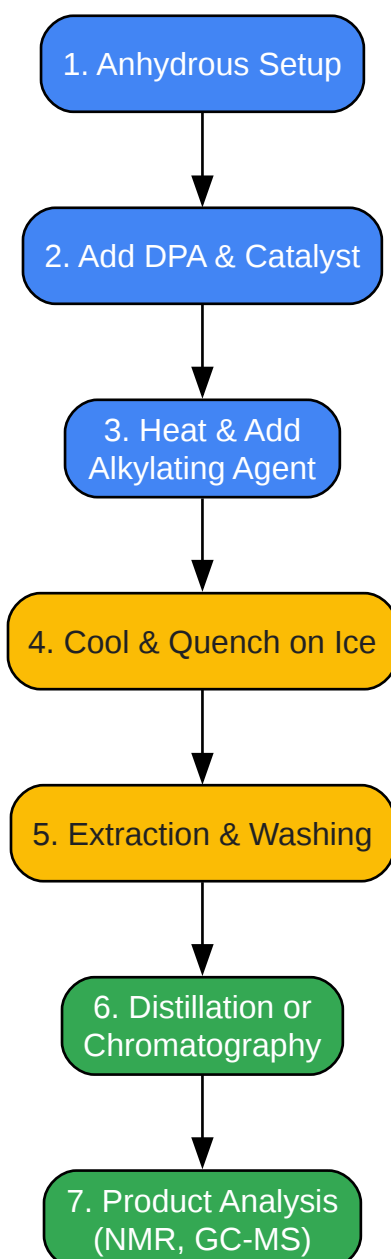 1. Anhydrous Setup
2. Add DPA & Catalyst
3. Heat & Add
Alkylating Agent
4. Cool & Quench on Ice
5. Extraction & Washing
6. Distillation or
Chromatography
7. Product Analysis
(NMR, GC-MS)